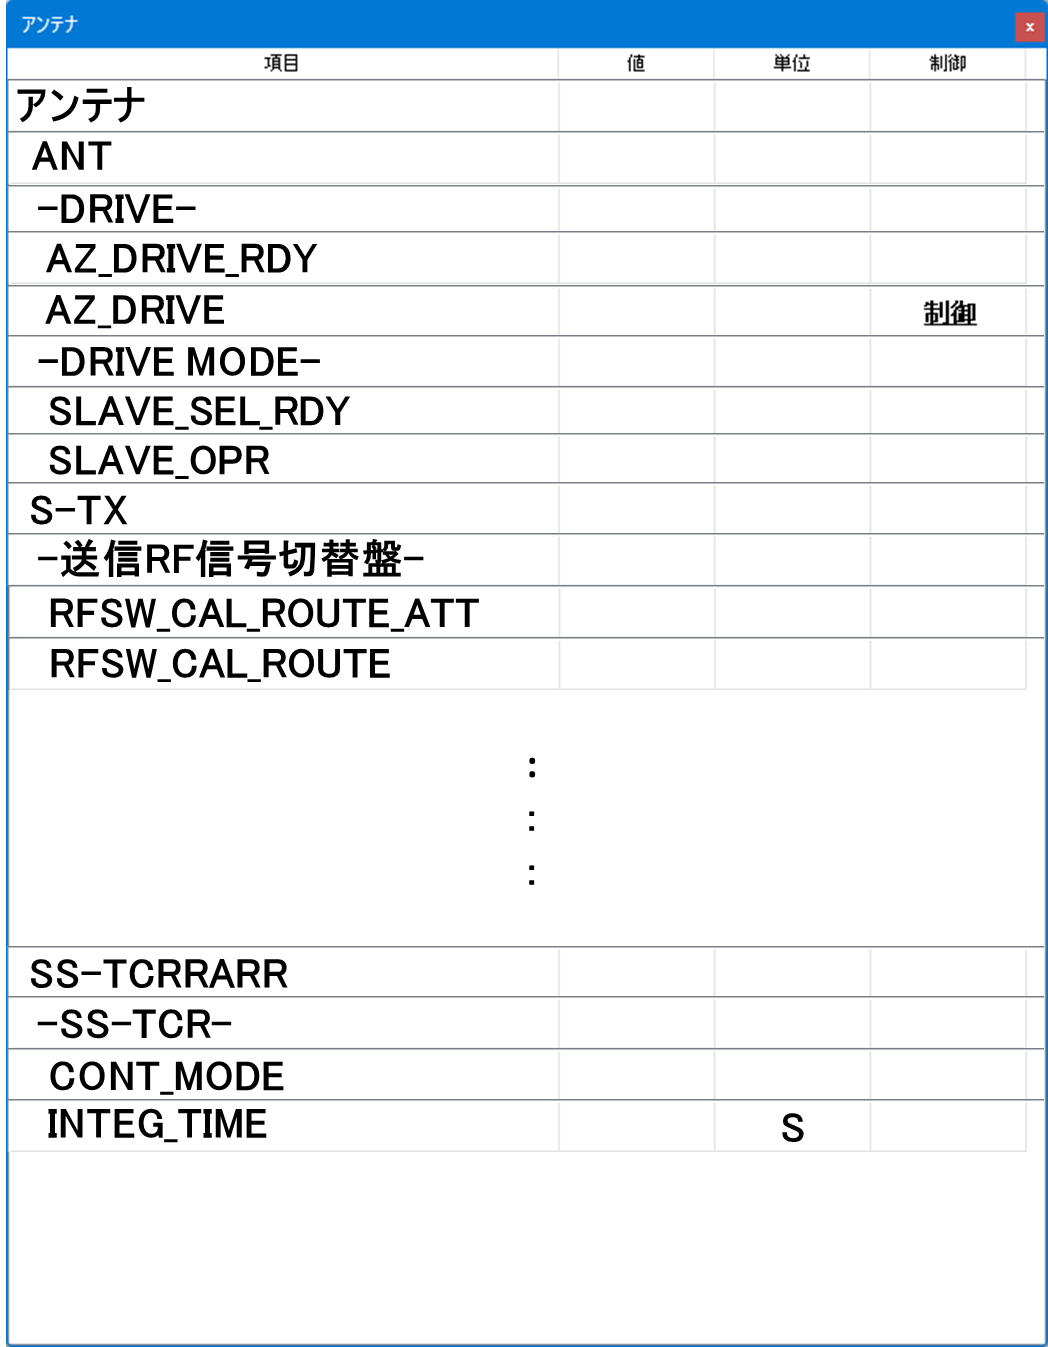 アンテナ x
項目 値 単位 制御
アンテナ
ANT
-DRIVE-
AZ_DRIVE_RDY
AZ_DRIVE 制御
-DRIVE MODE-
SLAVE_SEL_RDY
SLAVE_OPR
S-TX
-送信RF信号切替盤-
RFSW_CAL_ROUTE_ATT
RFSW_CAL_ROUTE
:
:
:
SS-TCRRARR
-SS-TCR-
CONT_MODE
INTEG_TIME S